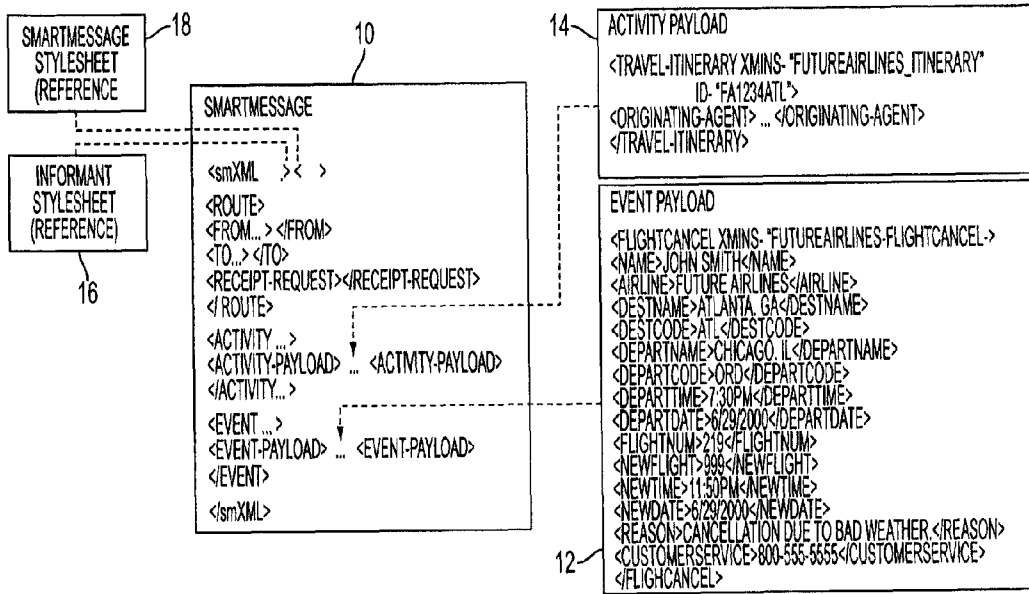 18
SMARTMESSAGE
STYLESHEET
(REFERENCE
INFORMANT
STYLESHEET
(REFERENCE)
16
10
SMARTMESSAGE
<smXML .>< >
<ROUTE>
<FROM...></FROM>
<TO...></TO>
<RECEIPT-REQUEST></RECEIPT-REQUEST>
</ROUTE>
<ACTIVITY ...>
<ACTIVITY-PAYLOAD> ... <ACTIVITY-PAYLOAD>
</ACTIVITY...>
<EVENT ...>
<EVENT-PAYLOAD> ... <EVENT-PAYLOAD>
</EVENT>
</smXML>
14
ACTIVITY PAYLOAD
<TRAVEL-ITINERARY XMINS- "FUTUREAIRLINES_ITINERARY"
ID- "FA1234ATL">
<ORIGINATING-AGENT> ... </ORIGINATING-AGENT>
</TRAVEL-ITINERARY>
EVENT PAYLOAD
<FLIGHTCANCEL XMINS- "FUTUREAIRLINES-FLIGHTCANCEL->
<NAME>JOHN SMITH</NAME>
<AIRLINE>FUTURE AIRLINES</AIRLINE>
<DESTNAME>ATLANTA. GA</DESTNAME>
<DESTCODE>ATL</DESTCODE>
<DEPARTNAME>CHICAGO. IL</DEPARTNAME>
<DEPARTCODE>ORD</DEPARTCODE>
<DEPARTTIME>7:30PM</DEPARTTIME>
<DEPARTDATE>6/29/2000</DEPARTDATE>
<FLIGHTNUM>219</FLIGHTNUM>
<NEWFLIGHT>999</NEWFLIGHT>
<NEWTIME>11:50PM</NEWTIME>
<NEWDATE>6/29/2000</NEWDATE>
<REASON>CANCELLATION DUE TO BAD WEATHER.</REASON>
<CUSTOMERSERVICE>800-555-5555</CUSTOMERSERVICE>
</FLIGHCANCEL>
12